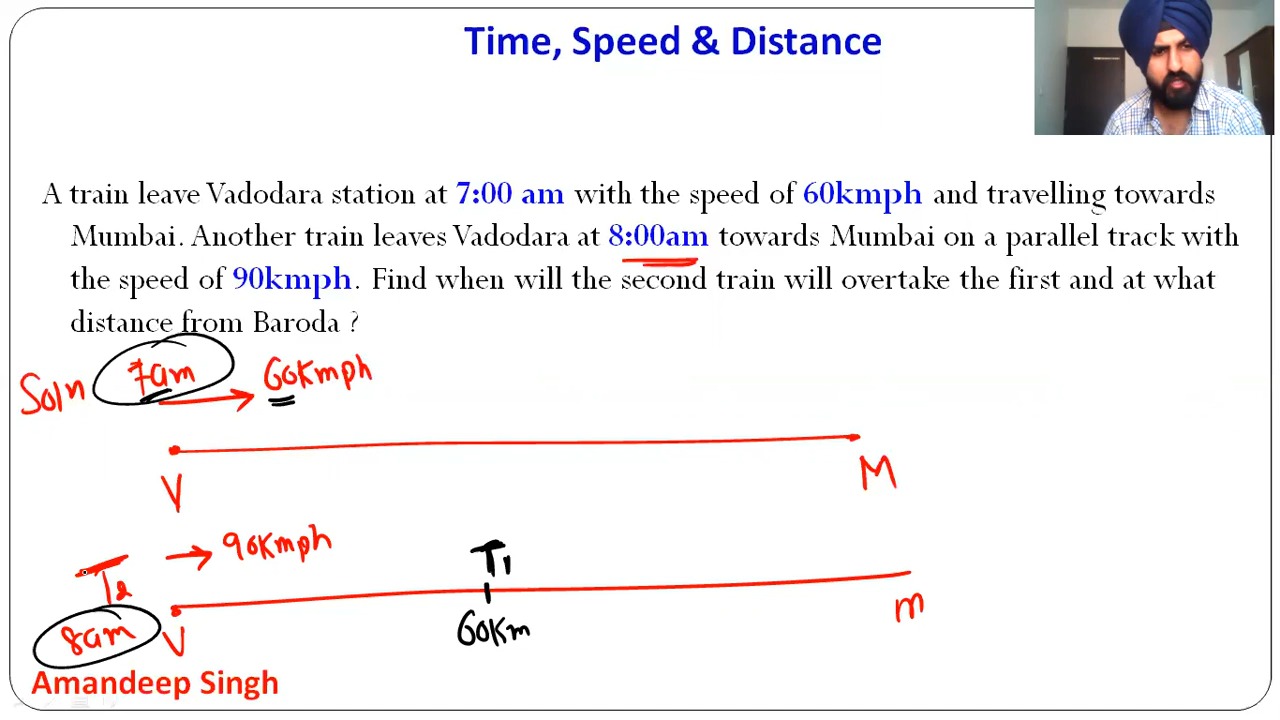 Time, Speed & Distance
A train leave Vadodara station at 7:00 am with the speed of 60kmph and travelling towards
Mumbai. Another train leaves Vadodara at 8:00am towards Mumbai on a parallel track with
the speed of 90kmph. Find when will the second train will overtake the first and at what
distance from Baroda ?
Soln 7am 60Kmph
V M
T2 90Kmph T1
8am V 60Km m
Amandeep Singh